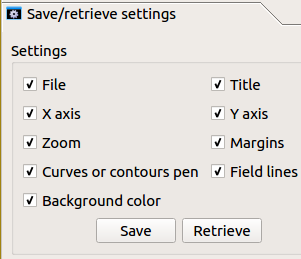 Save/retrieve settings
Settings
File Title
X axis Y axis
Zoom Margins
Curves or contours pen Field lines
Background color
Save Retrieve